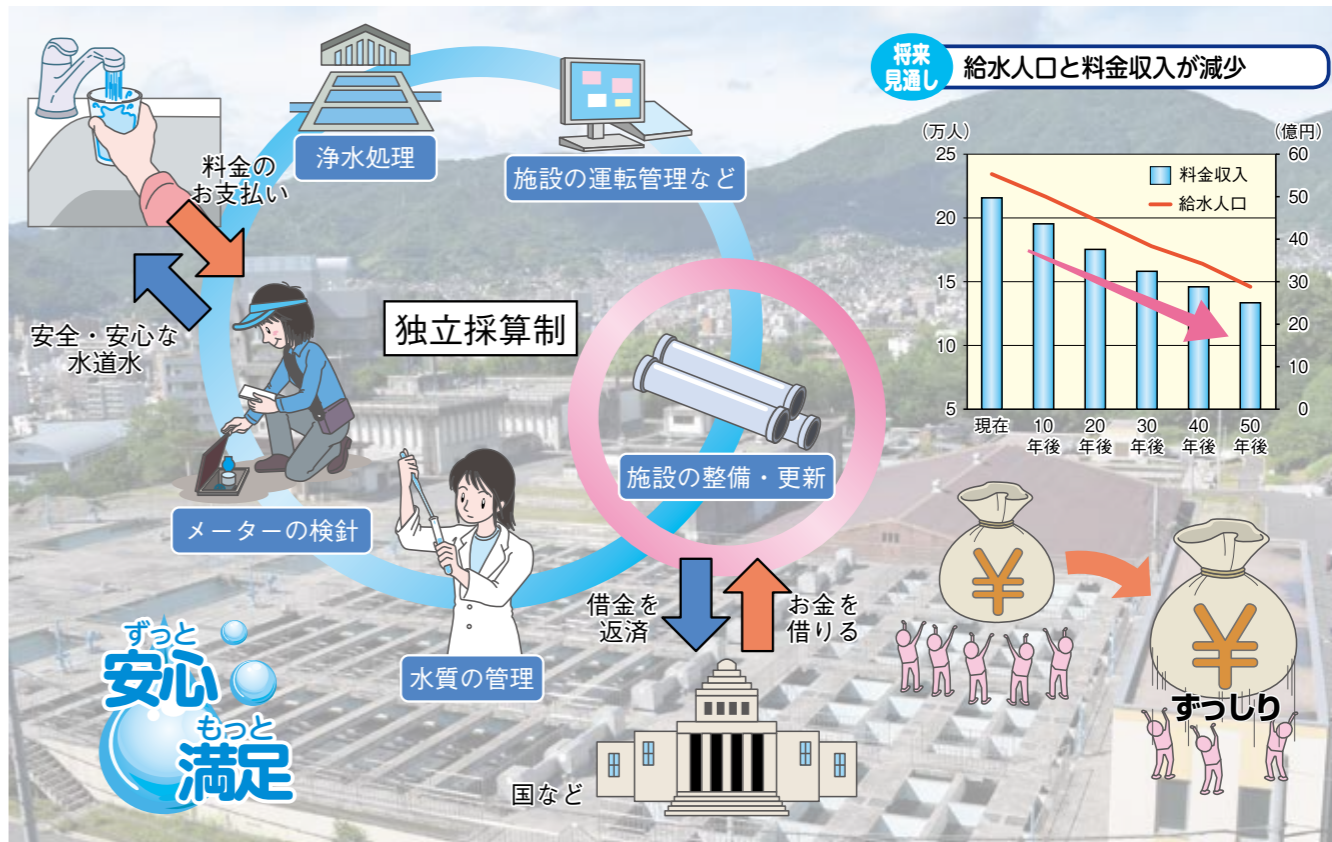 将来
見通し
給水人口と料金収入が減少
浄水処理
施設の運転管理など
料金の
お支払い
安全・安心な
水道水
独立採算制
メーターの検針
水質の管理
施設の整備・更新
借金を
返済
お金を
借りる
国など
ずっと
安心
もっと
満足
(万人)
(億円)
25
20
15
10
5
60
50
40
30
20
10
0
料金収入
給水人口
現在
10
年後
20
年後
30
年後
40
年後
50
年後
¥
¥
ずっしり